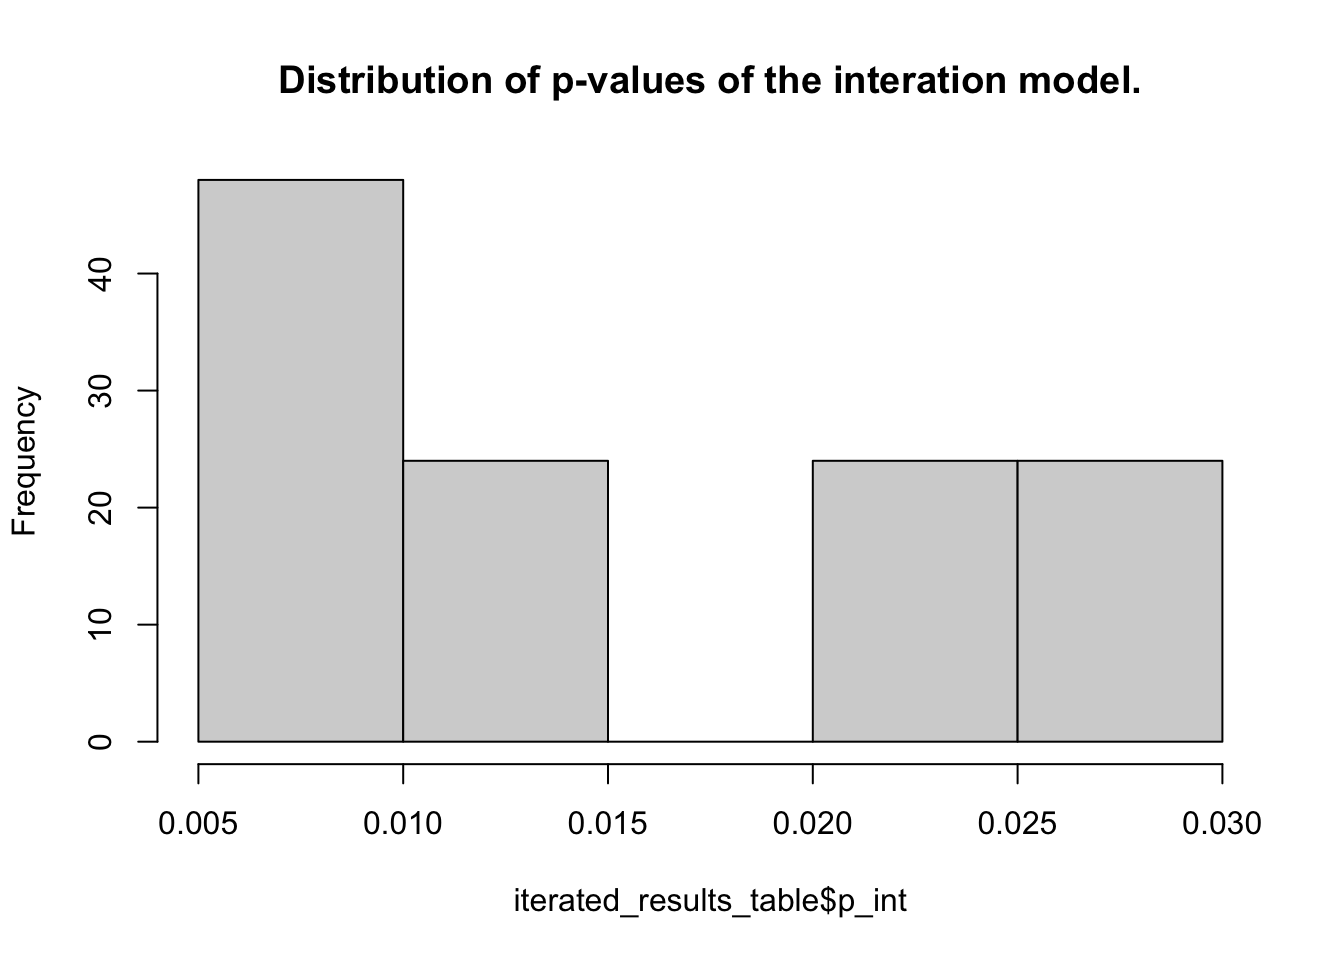 Distribution of p-values of the interation model.
Frequency
40
30
20
10
0
0.005 0.010 0.015 0.020 0.025 0.030
iterated_results_table$p_int